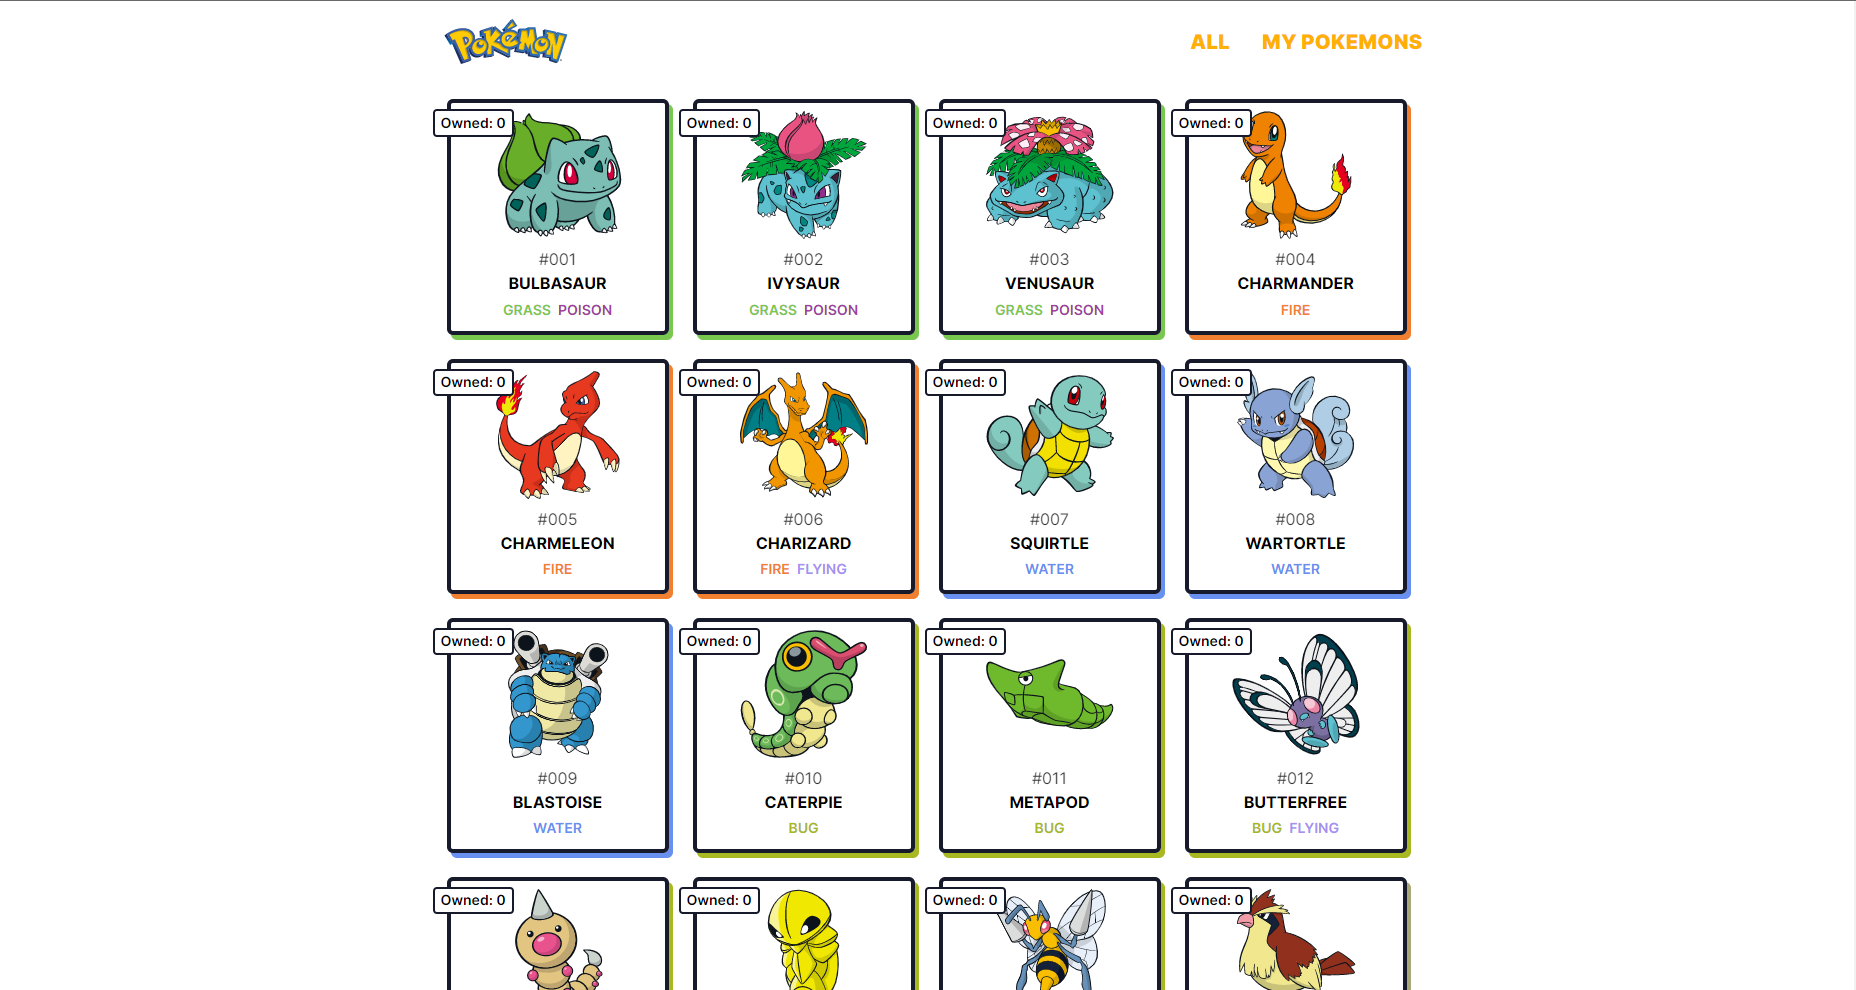 Pokémon
ALL MY POKEMONS
Owned: 0 Owned: 0 Owned: 0 Owned: 0
#001 #002 #003 #004
BULBASAUR IVYSAUR VENUSAUR CHARMANDER
GRASS POISON GRASS POISON GRASS POISON FIRE
Owned: 0 Owned: 0 Owned: 0 Owned: 0
#005 #006 #007 #008
CHARMELEON CHARIZARD SQUIRTLE WARTORTLE
FIRE FIRE FLYING WATER WATER
Owned: 0 Owned: 0 Owned: 0 Owned: 0
#009 #010 #011 #012
BLASTOISE CATERPIE METAPOD BUTTERFREE
WATER BUG BUG BUG FLYING
Owned: 0 Owned: 0 Owned: 0 Owned: 0